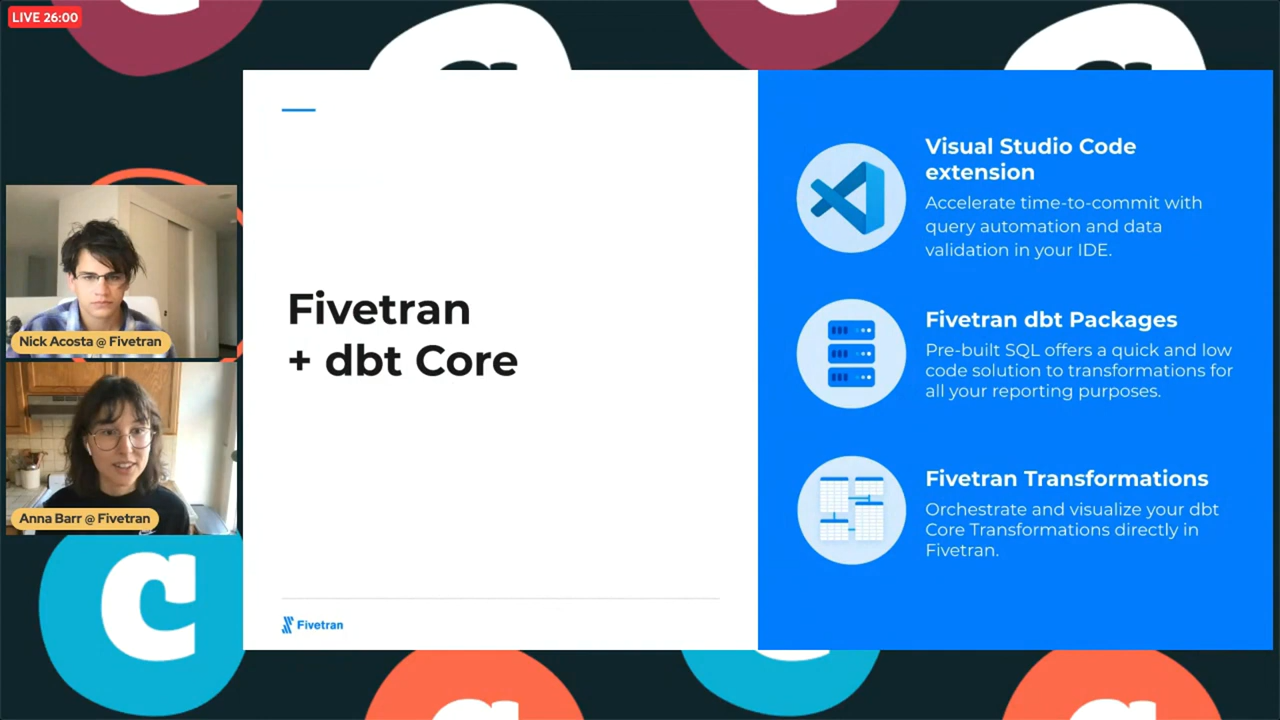 LIVE 26:00
Nick Acosta @ Fivetran
Anna Barr @ Fivetran
Fivetran
+ dbt Core
Fivetran
Visual Studio Code
extension
Accelerate time-to-commit with
query automation and data
validation in your IDE.
Fivetran dbt Packages
Pre-built SQL offers a quick and low
code solution to transformations for
all your reporting purposes.
Fivetran Transformations
Orchestrate and visualize your dbt
Core Transformations directly in
Fivetran.